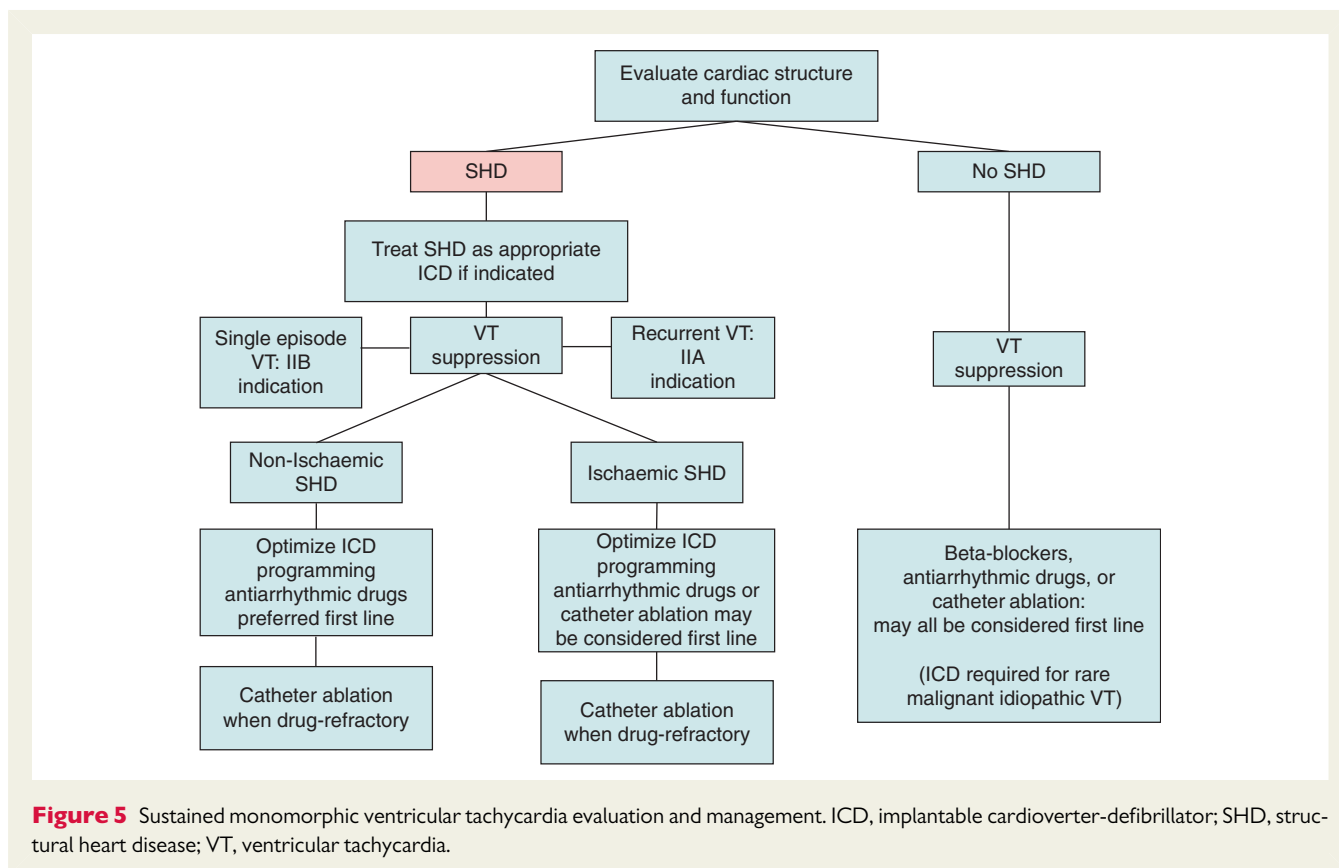 Evaluate cardiac structure
and function
SHD
No SHD
Treat SHD as appropriate
ICD if indicated
Single episode
VT: IIB
indication
VT
suppression
Recurrent VT:
IIA
indication
VT
suppression
Non-Ischaemic
SHD
Ischaemic SHD
Optimize ICD
programming
antiarrhythmic drugs
preferred first line
Optimize ICD
programming
antiarrhythmic drugs or
catheter ablation may
be considered first line
Beta-blockers,
antiarrhythmic drugs, or
catheter ablation:
may all be considered first line
(ICD required for rare
malignant idiopathic VT)
Catheter ablation
when drug-refractory
Catheter ablation
when drug-refractory
Figure 5 Sustained monomorphic ventricular tachycardia evaluation and management. ICD, implantable cardioverter-defibrillator; SHD, struc-
tural heart disease; VT, ventricular tachycardia.